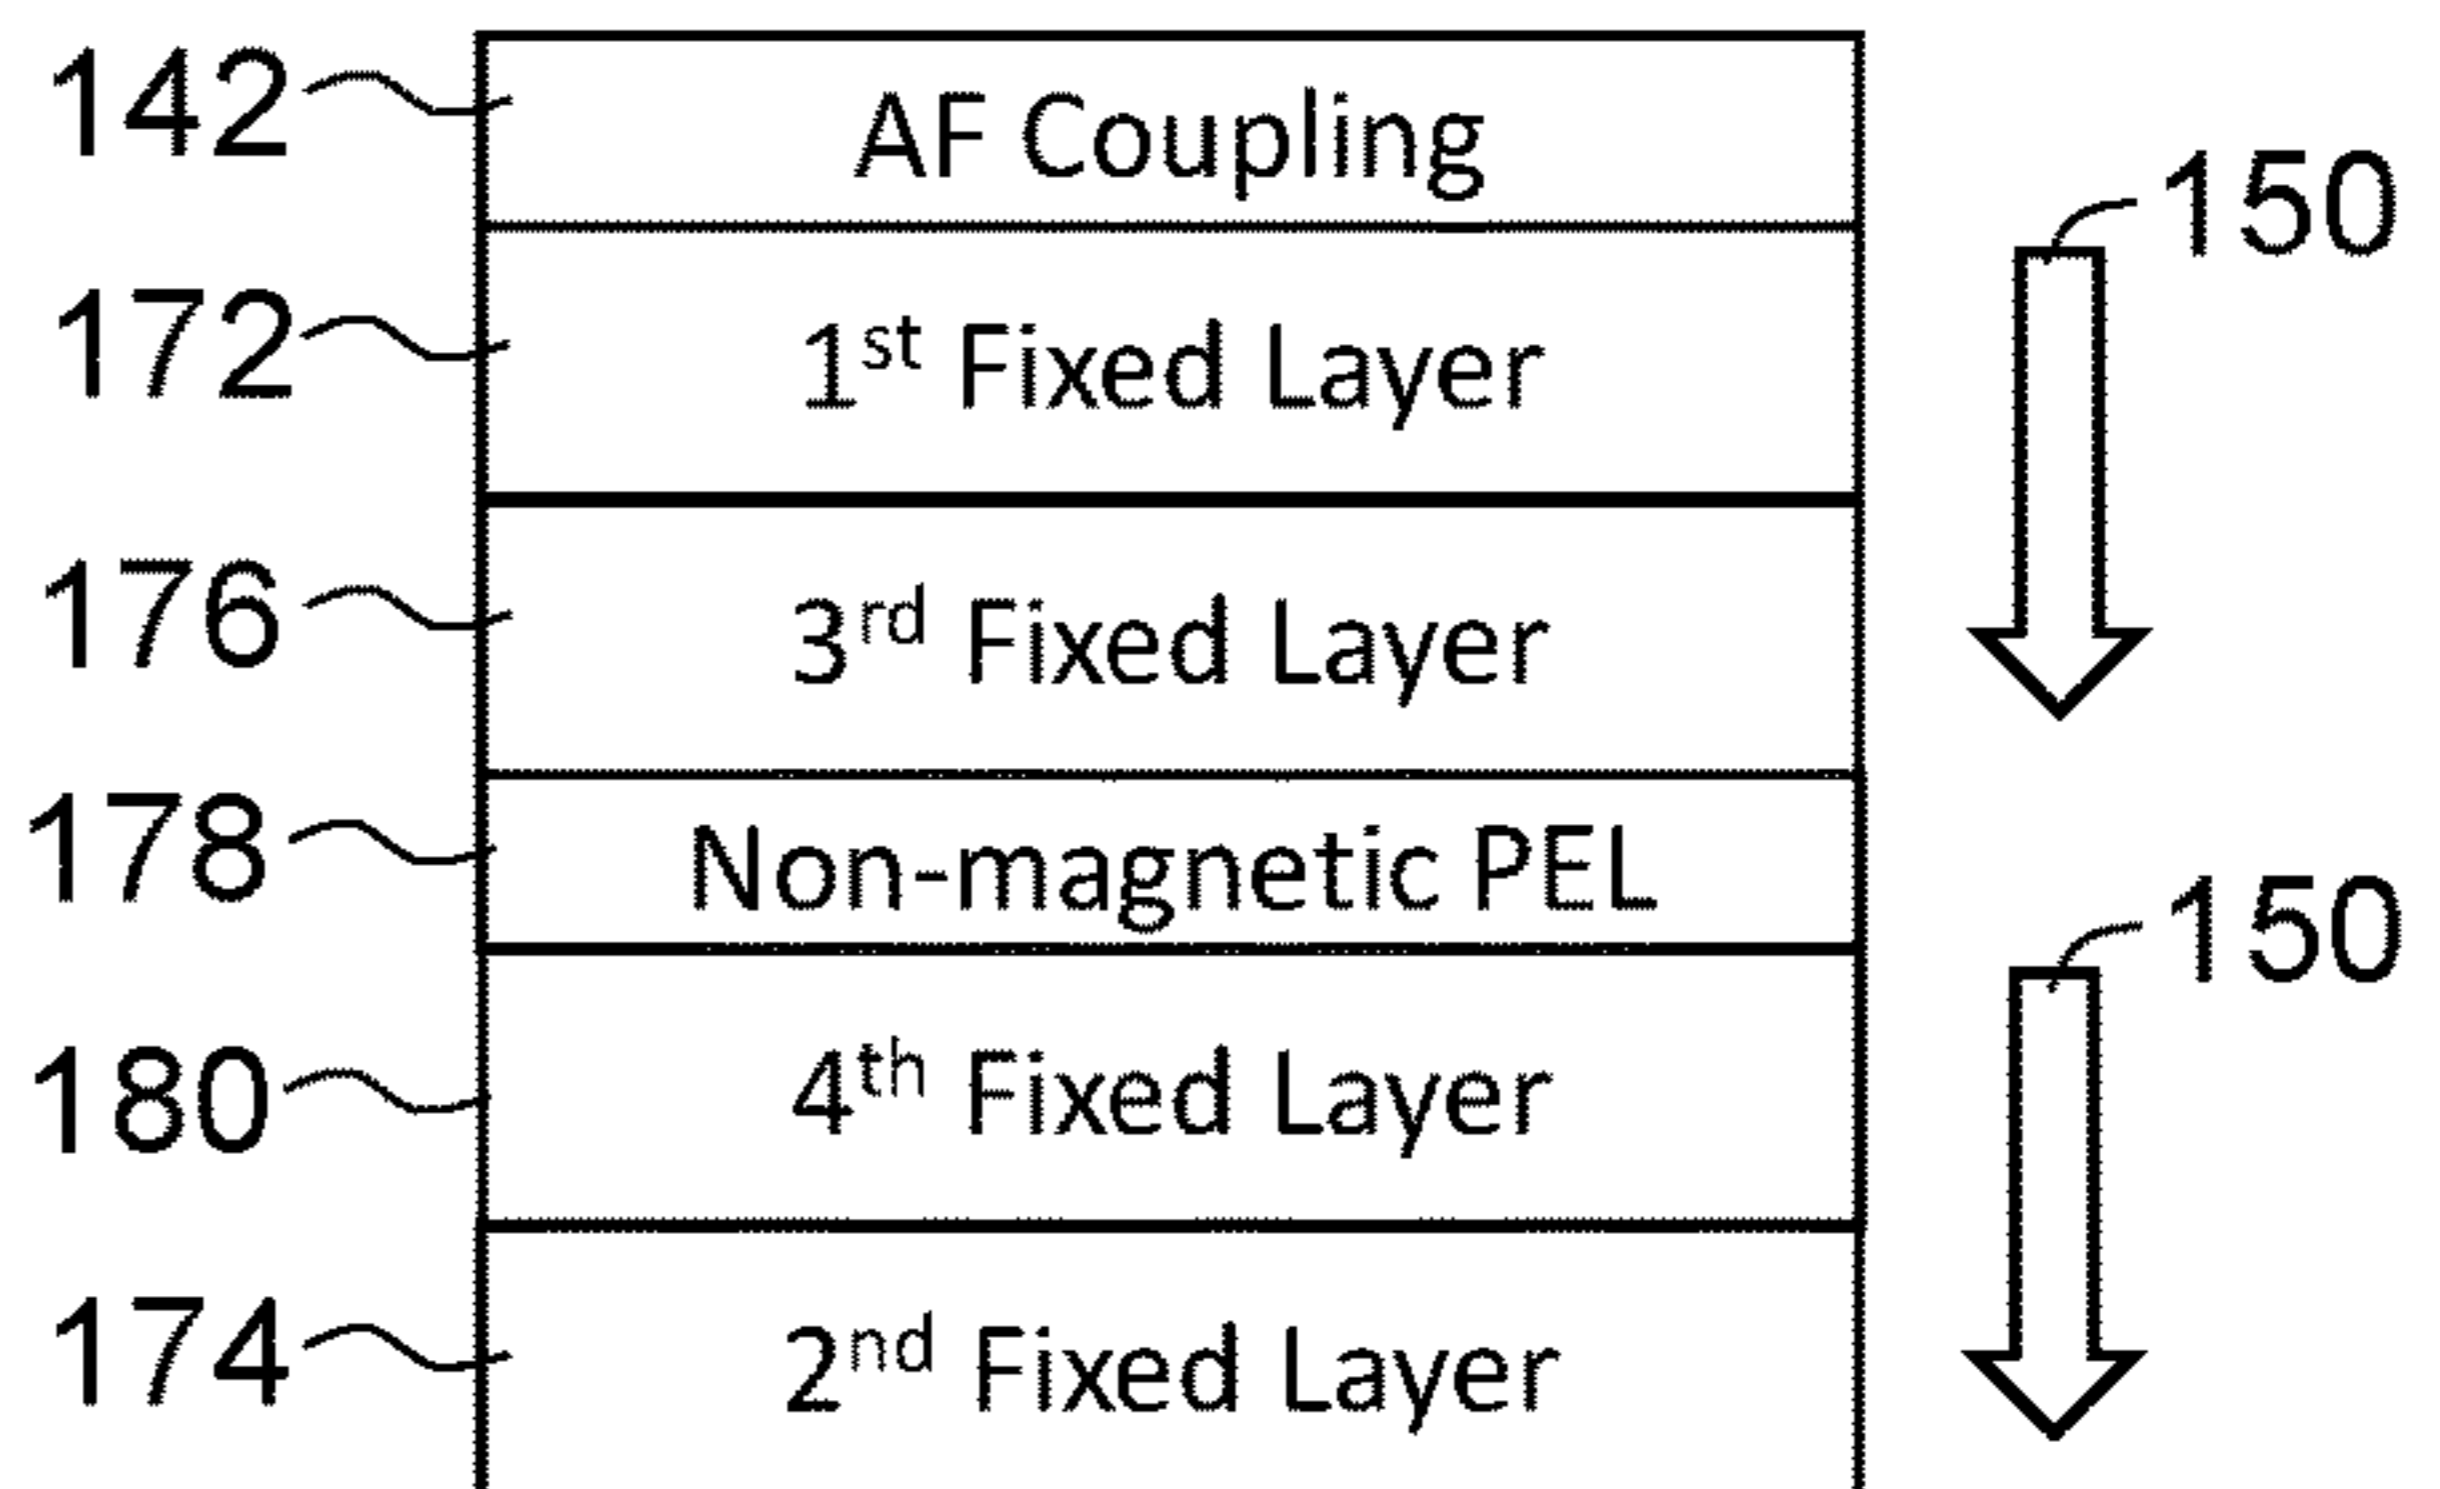 142 AF Coupling
150
172 1st Fixed Layer
176 3rd Fixed Layer
178 Non-magnetic PEL
150
180 4th Fixed Layer
174 2nd Fixed Layer